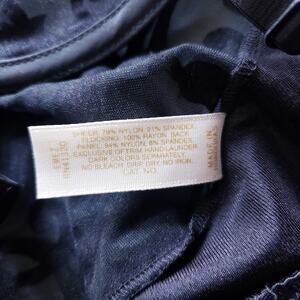 SHEER: 79% NYLON, 21% SPANDEX,
FLOCKING: 100% RAYON. BACK
PANEL: 94% NYLON, 6% SPANDEX
EXCLUSIVE OF TRIM. HAND LAUNDER
DARK COLORS SEPARATELY.
NO BLEACH. DRIP DRY. NO IRON.
CAT. NO.
MADE IN